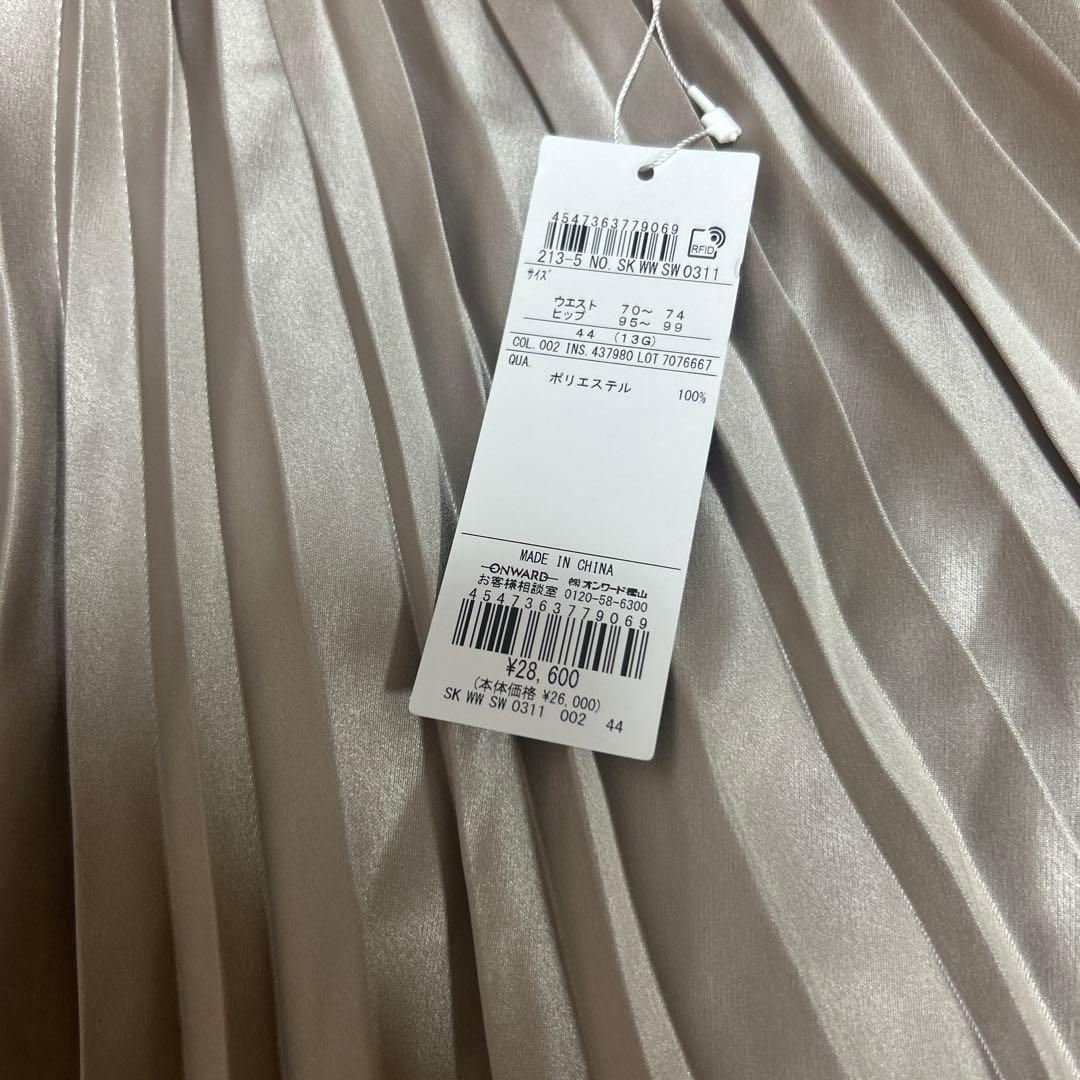 4547363779069
RFID
213-5 NO. SK WW SW 0311
サイズ
ウエスト 70～ 74
ヒップ 95～ 99
44 (13G)
COL. 002 INS. 437980 LOT 7076667
QUA.
ポリエステル 100%
MADE IN CHINA
ONWARD ㈱オンワード樫山
お客様相談室 0120-58-6300
4547363779069
¥28,600
(本体価格 ¥26,000)
SK WW SW 0311 002 44